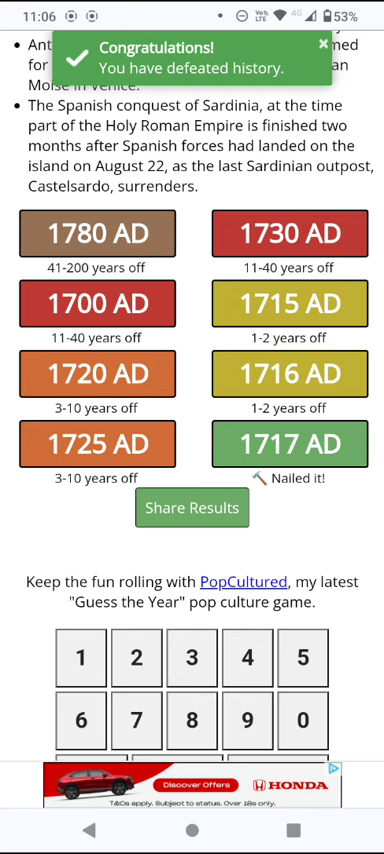 11:06
VoLTE 4G 53%
Ant
Congratulations!
×
med
for
You have defeated history.
an
Moisè in Venice.
• The Spanish conquest of Sardinia, at the time
part of the Holy Roman Empire is finished two
months after Spanish forces had landed on the
island on August 22, as the last Sardinian outpost,
Castelsardo, surrenders.
1780 AD 1730 AD
41-200 years off 11-40 years off
1700 AD 1715 AD
11-40 years off 1-2 years off
1720 AD 1716 AD
3-10 years off 1-2 years off
1725 AD 1717 AD
3-10 years off 🔨 Nailed it!
Share Results
Keep the fun rolling with PopCultured, my latest
"Guess the Year" pop culture game.
1 2 3 4 5
6 7 8 9 0
Discover Offers HONDA
T&Cs apply. Subject to status. Over 18s only.